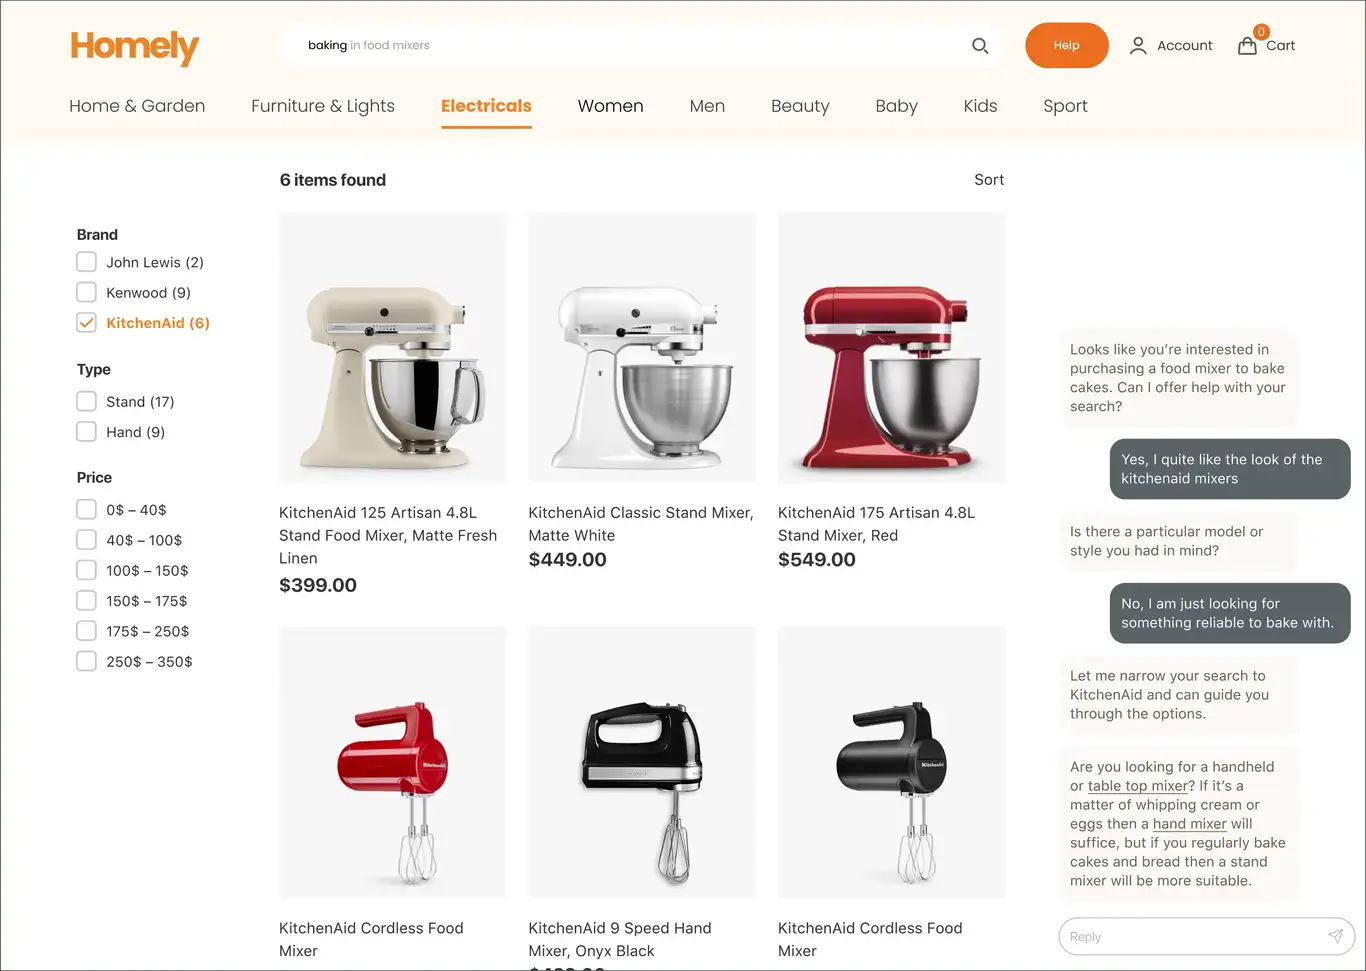 Homely
baking in food mixers
Help
Account
0
Cart
Home & Garden
Furniture & Lights
Electricals
Women
Men
Beauty
Baby
Kids
Sport
6 items found
Sort
Brand
John Lewis (2)
Kenwood (9)
KitchenAid (6)
Type
Stand (17)
Hand (9)
Price
0$ – 40$
40$ – 100$
100$ – 150$
150$ – 175$
175$ – 250$
250$ – 350$
KitchenAid 125 Artisan 4.8L
Stand Food Mixer, Matte Fresh
Linen
$399.00
KitchenAid Classic Stand Mixer,
Matte White
$449.00
KitchenAid 175 Artisan 4.8L
Stand Mixer, Red
$549.00
KitchenAid
KitchenAid
KitchenAid Cordless Food
Mixer
KitchenAid 9 Speed Hand
Mixer, Onyx Black
KitchenAid Cordless Food
Mixer
Looks like you’re interested in
purchasing a food mixer to bake
cakes. Can I offer help with your
search?
Yes, I quite like the look of the
kitchenaid mixers
Is there a particular model or
style you had in mind?
No, I am just looking for
something reliable to bake with.
Let me narrow your search to
KitchenAid and can guide you
through the options.
Are you looking for a handheld
or table top mixer? If it’s a
matter of whipping cream or
eggs then a hand mixer will
suffice, but if you regularly bake
cakes and bread then a stand
mixer will be more suitable.
Reply